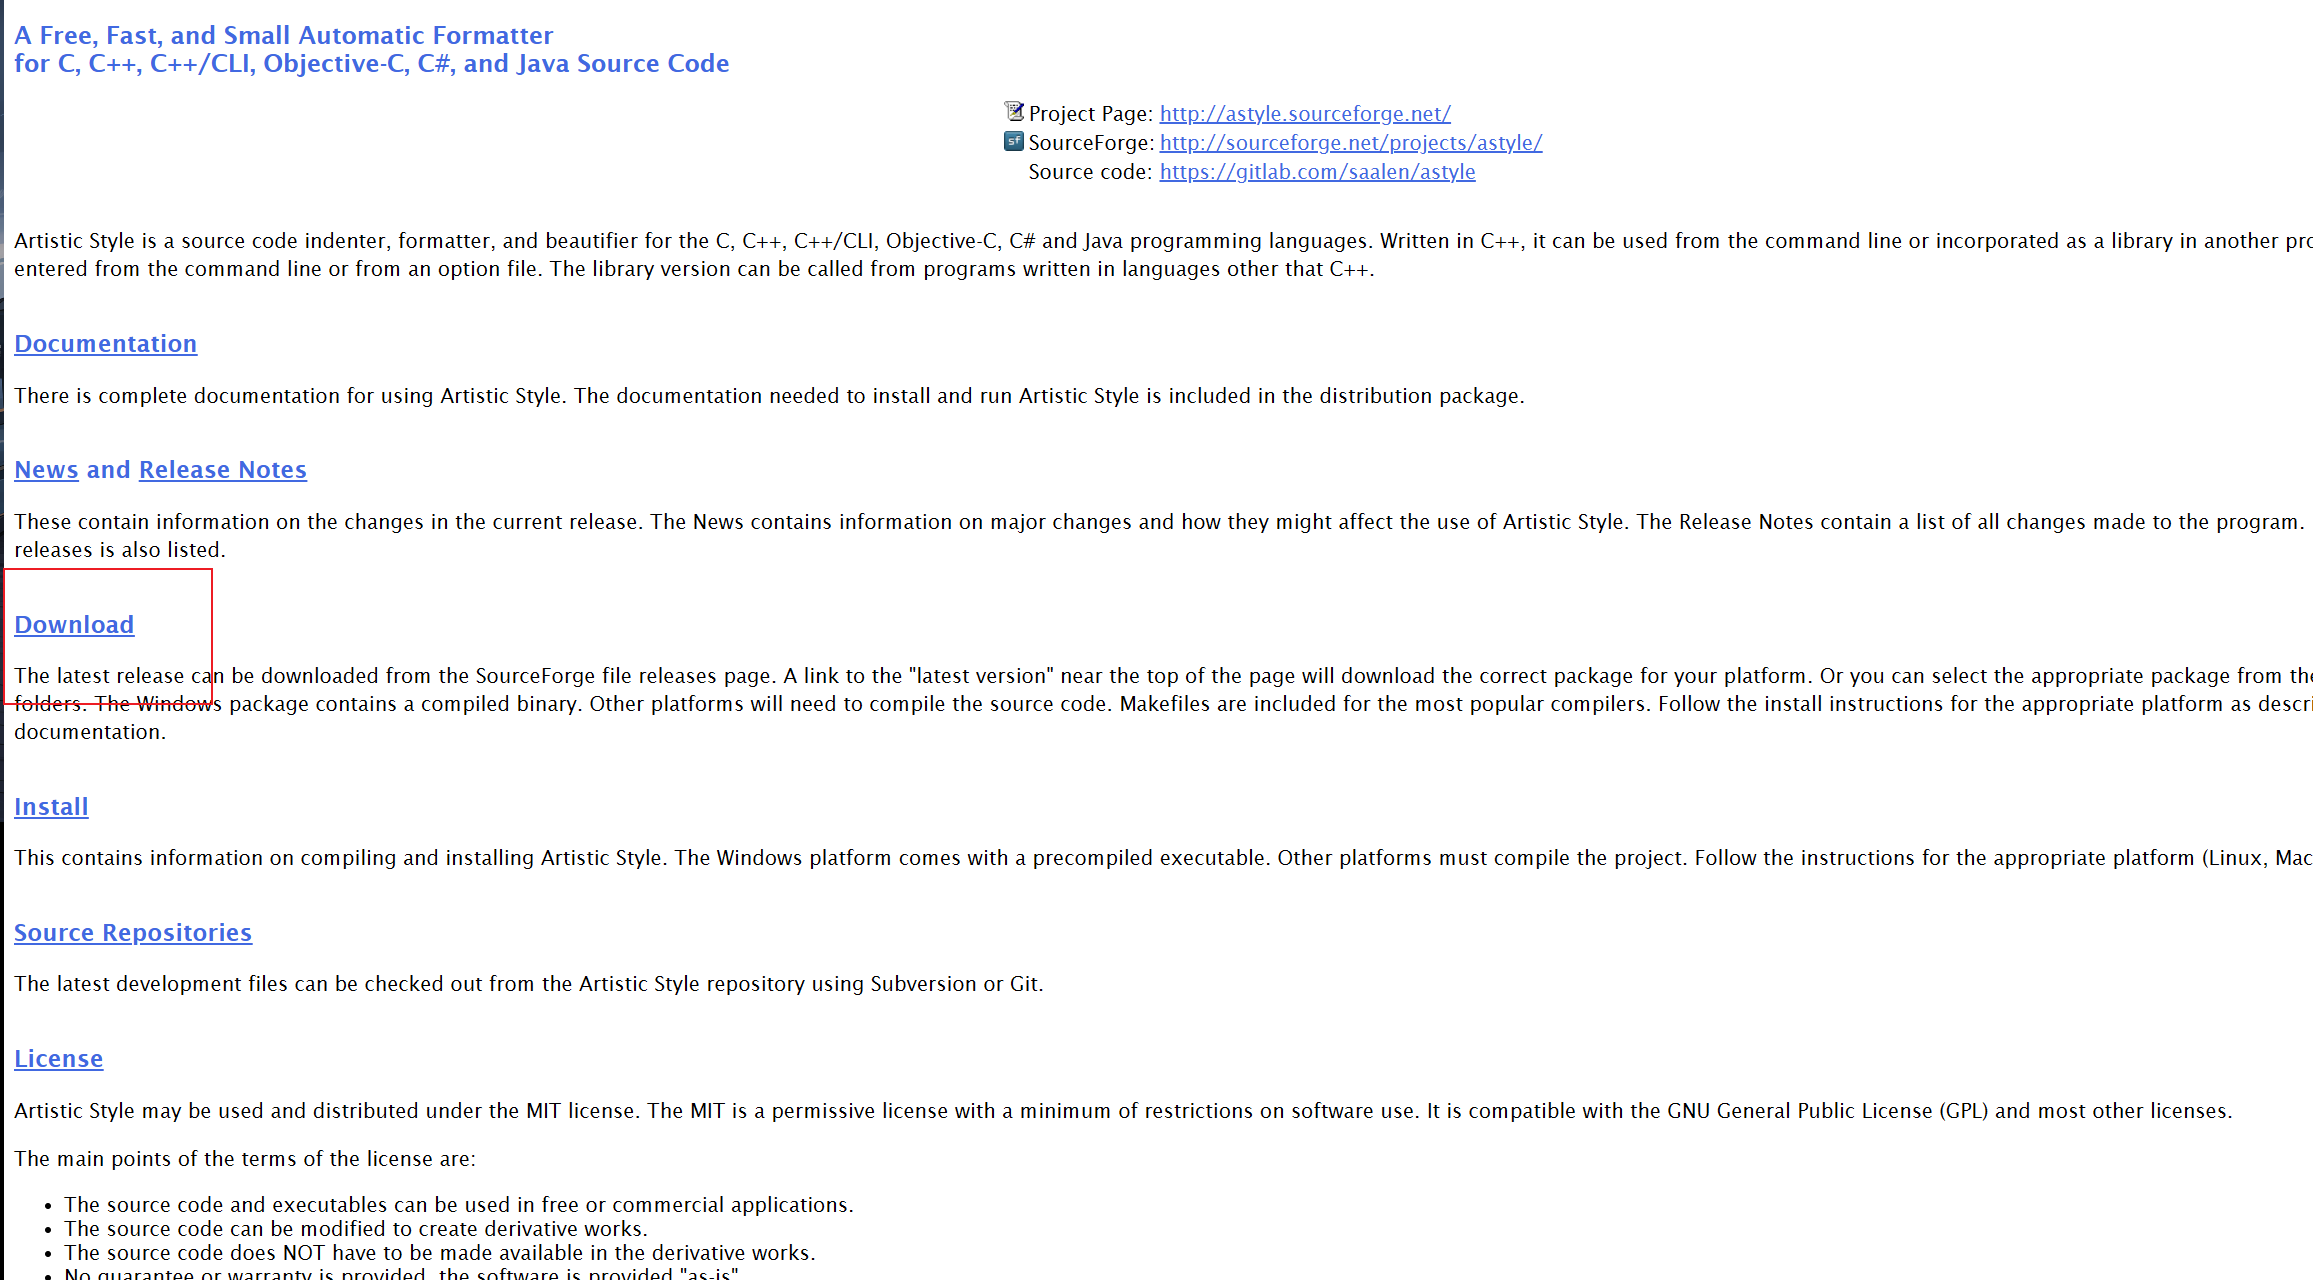 A Free, Fast, and Small Automatic Formatter
for C, C++, C++/CLI, Objective-C, C#, and Java Source Code
Project Page: http://astyle.sourceforge.net/
sf SourceForge: http://sourceforge.net/projects/astyle/
Source code: https://gitlab.com/saalen/astyle
Artistic Style is a source code indenter, formatter, and beautifier for the C, C++, C++/CLI, Objective-C, C# and Java programming languages. Written in C++, it can be used from the command line or incorporated as a library in another
entered from the command line or from an option file. The library version can be called from programs written in languages other that C++.
Documentation
There is complete documentation for using Artistic Style. The documentation needed to install and run Artistic Style is included in the distribution package.
News and Release Notes
These contain information on the changes in the current release. The News contains information on major changes and how they might affect the use of Artistic Style. The Release Notes contain a list of all changes made to the program.
releases is also listed.
Download
The latest release can be downloaded from the SourceForge file releases page. A link to the "latest version" near the top of the page will download the correct package for your platform. Or you can select the appropriate package from the
folders. The Windows package contains a compiled binary. Other platforms will need to compile the source code. Makefiles are included for the most popular compilers. Follow the install instructions for the appropriate platform as
documentation.
Install
This contains information on compiling and installing Artistic Style. The Windows platform comes with a precompiled executable. Other platforms must compile the project. Follow the instructions for the appropriate platform (Linux, Mac
Source Repositories
The latest development files can be checked out from the Artistic Style repository using Subversion or Git.
License
Artistic Style may be used and distributed under the MIT license. The MIT is a permissive license with a minimum of restrictions on software use. It is compatible with the GNU General Public License (GPL) and most other licenses.
The main points of the terms of the license are:
• The source code and executables can be used in free or commercial applications.
• The source code can be modified to create derivative works.
• The source code does NOT have to be made available in the derivative works.
• No guarantee or warranty is provided, the software is provided "as-is"